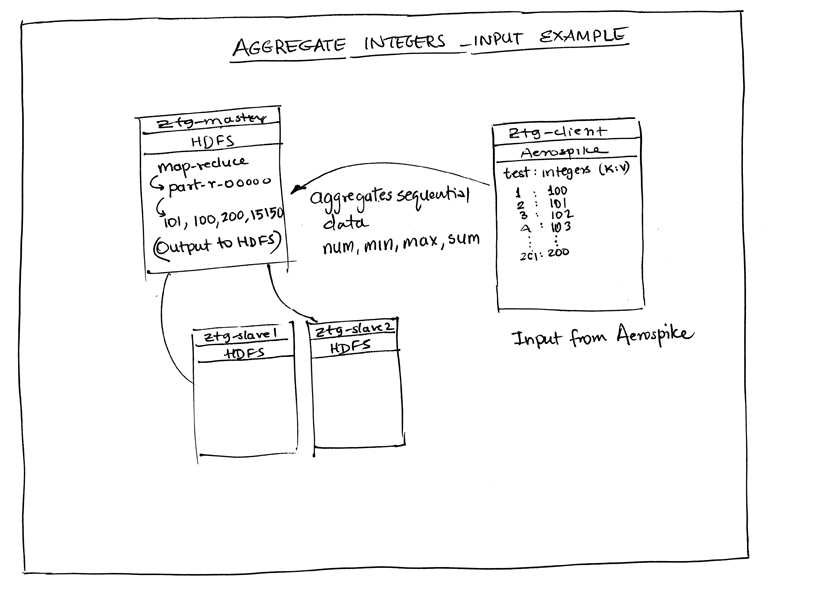 AGGREGATE INTEGERS - INPUT EXAMPLE
ztg-master
HDFS
map-reduce
part-r-00000
101, 100, 200, 15150
(Output to HDFS)
aggregates sequential
data
num, min, max, sum
ztg-client
Aerospike
test: integers (K:V)
1 : 100
2 : 101
3 : 102
4 : 103
: :
: 200
Input from Aerospike
ztg-slave1
HDFS
ztg-slave2
HDFS